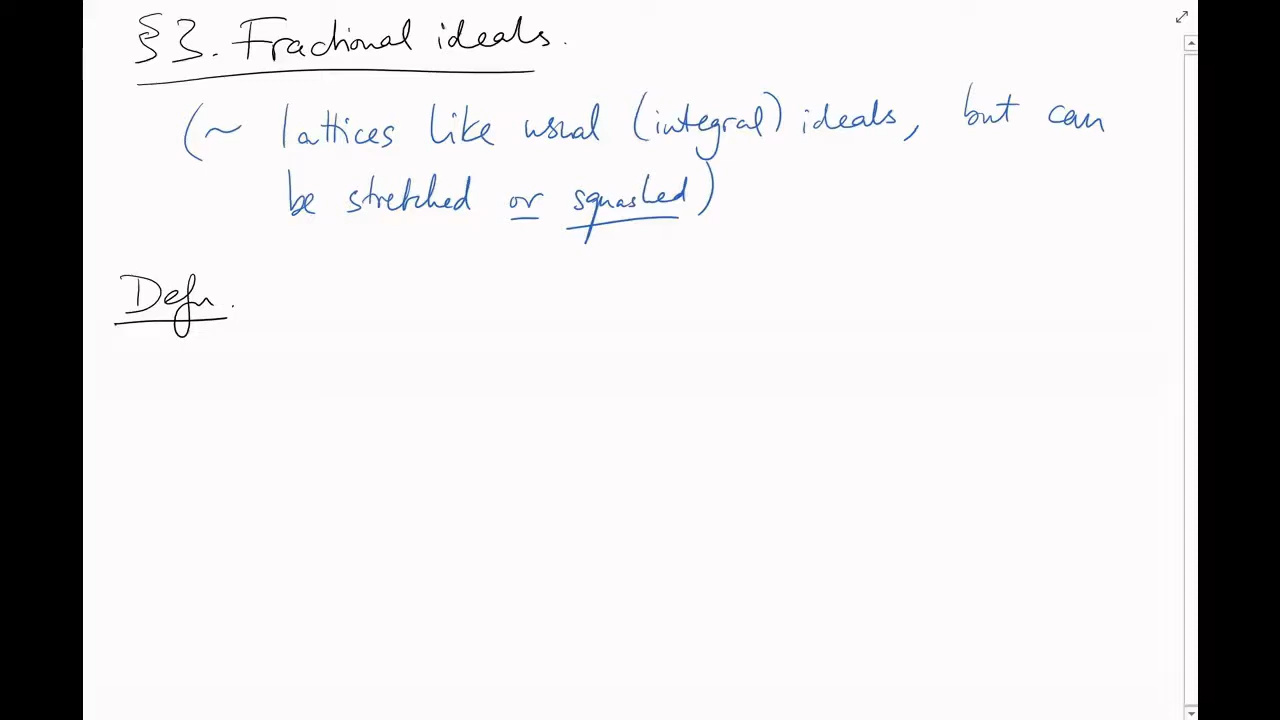 §3. Fractional ideals.
(~ lattices like usual (integral) ideals, but can
be stretched or squashed)
Defn.